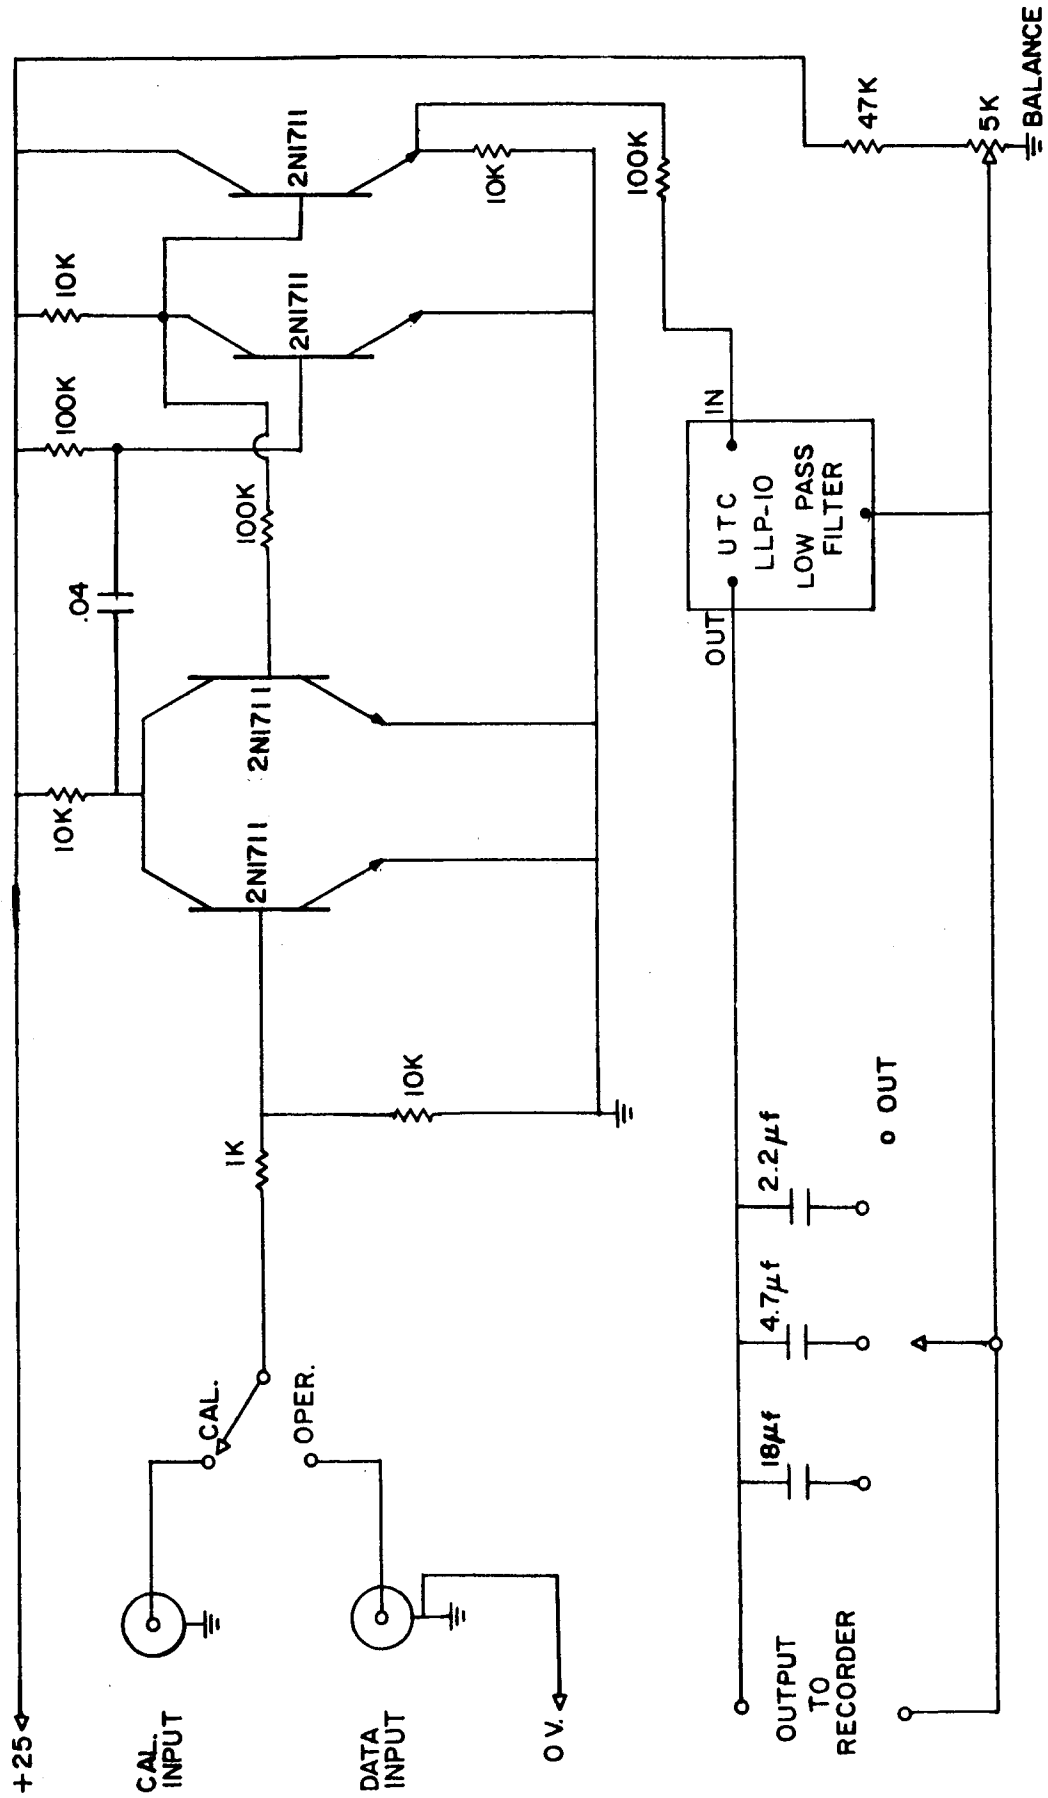 +25
CAL.
INPUT
DATA
INPUT
0 V.
CAL.
OPER.
1K
10K
10K
2N1711
2N1711
.04
100K
100K
10K
2N1711
2N1711
10K
100K
47K
5K
BALANCE
IN
OUT
UTC
LLP-10
LOW PASS
FILTER
OUTPUT
TO
RECORDER
18µf
4.7µf
2.2µf
OUT